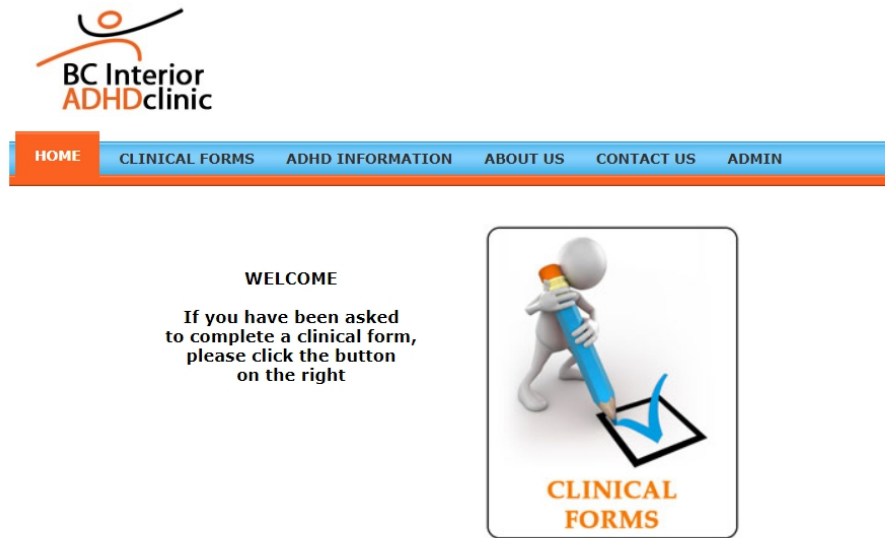 BC Interior
ADHDclinic
HOME CLINICAL FORMS ADHD INFORMATION ABOUT US CONTACT US ADMIN
WELCOME
If you have been asked
to complete a clinical form,
please click the button
on the right
CLINICAL
FORMS